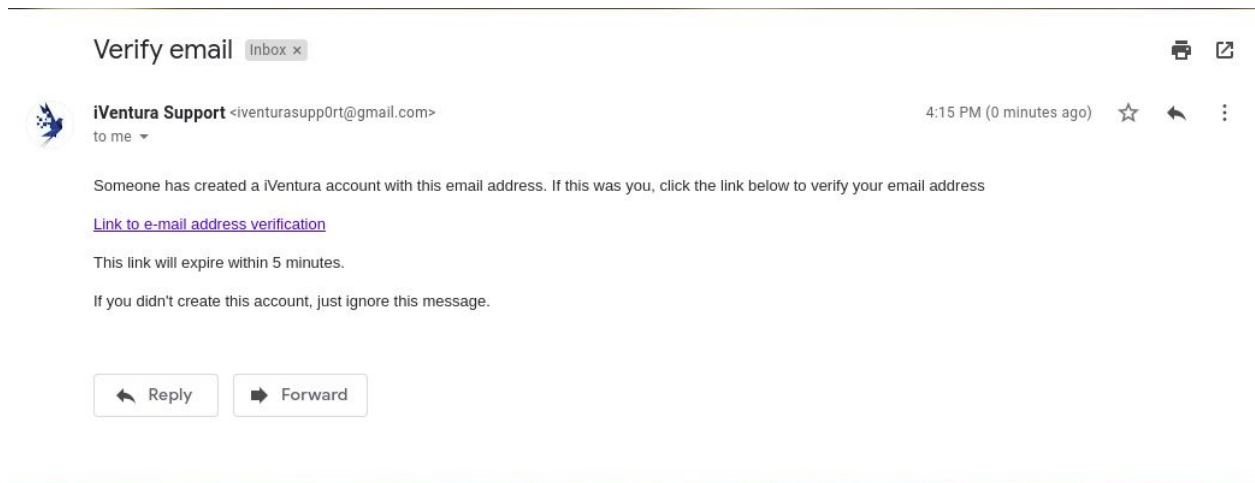 Verify email Inbox ×
iVentura Support <iventurasupp0rt@gmail.com> 4:15 PM (0 minutes ago)
to me
Someone has created a iVentura account with this email address. If this was you, click the link below to verify your email address
Link to e-mail address verification
This link will expire within 5 minutes.
If you didn't create this account, just ignore this message.
Reply Forward